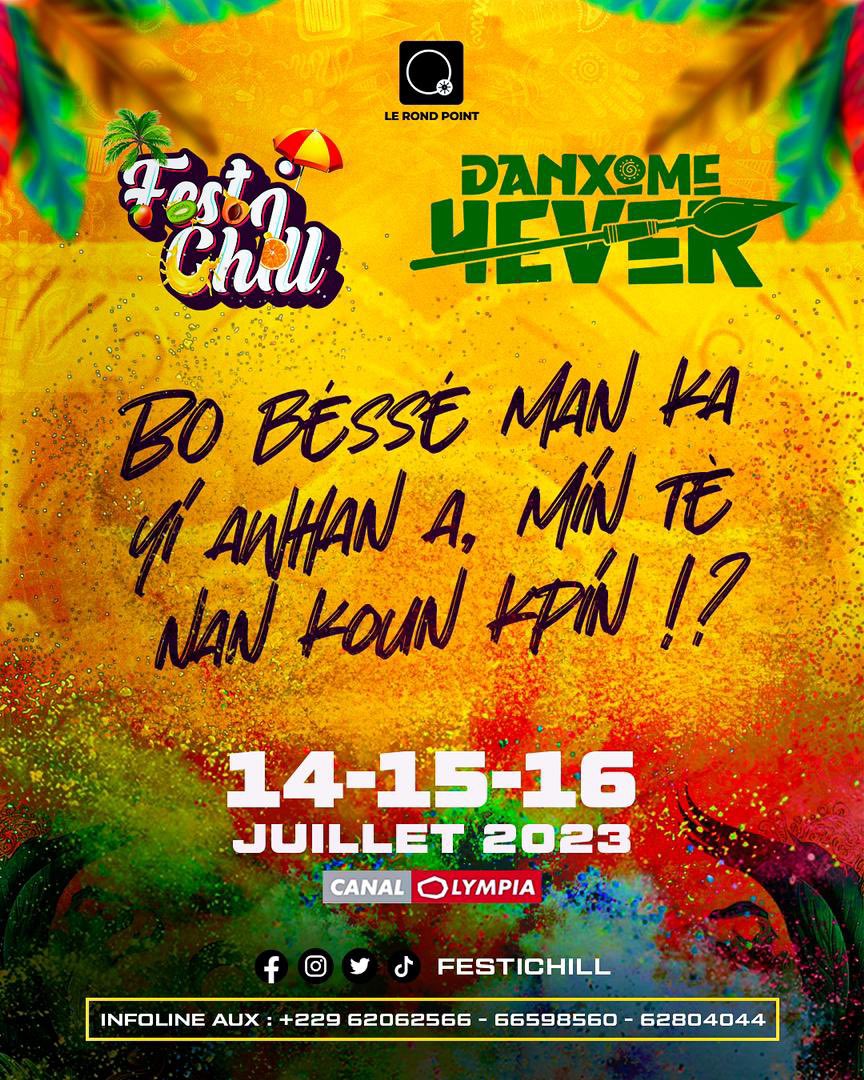 LE ROND POINT
Festi
Chill
DANXOME
4EVER
BO BÉSSÉ MAN KA
YÍ AWHAN A, MÍN TÈ
NAN KOUN KPÍN !?
14-15-16
JUILLET 2023
CANAL OLYMPIA
FESTICHILL
INFOLINE AUX : +229 62062566 - 66598560 - 62804044